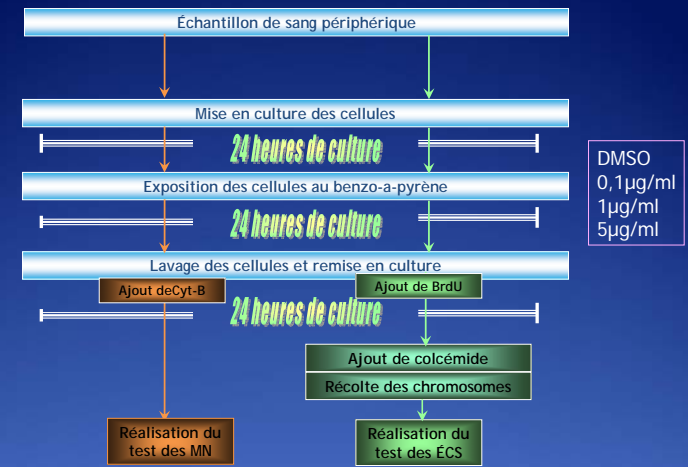 Échantillon de sang périphérique
Mise en culture des cellules
24 heures de culture
Exposition des cellules au benzo-a-pyrène
24 heures de culture
DMSO
0,1µg/ml
1µg/ml
5µg/ml
Lavage des cellules et remise en culture
Ajout deCyt-B
Ajout de BrdU
24 heures de culture
Ajout de colcémide
Récolte des chromosomes
Réalisation du
test des MN
Réalisation du
test des ÉCS